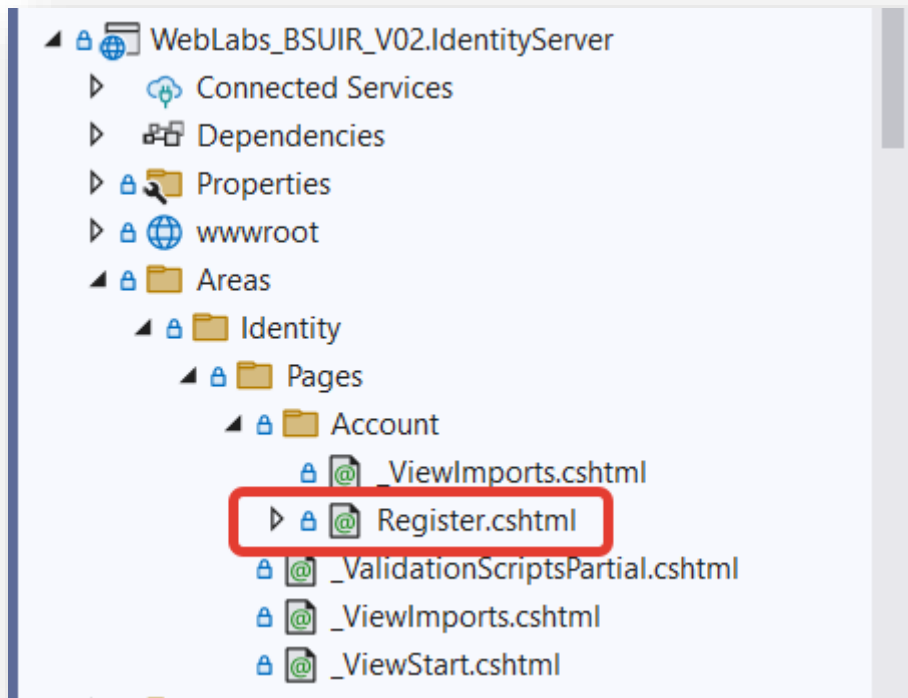 WebLabs_BSUIR_V02.IdentityServer
Connected Services
Dependencies
Properties
wwwroot
Areas
Identity
Pages
Account
_ViewImports.cshtml
Register.cshtml
_ValidationScriptsPartial.cshtml
_ViewImports.cshtml
_ViewStart.cshtml